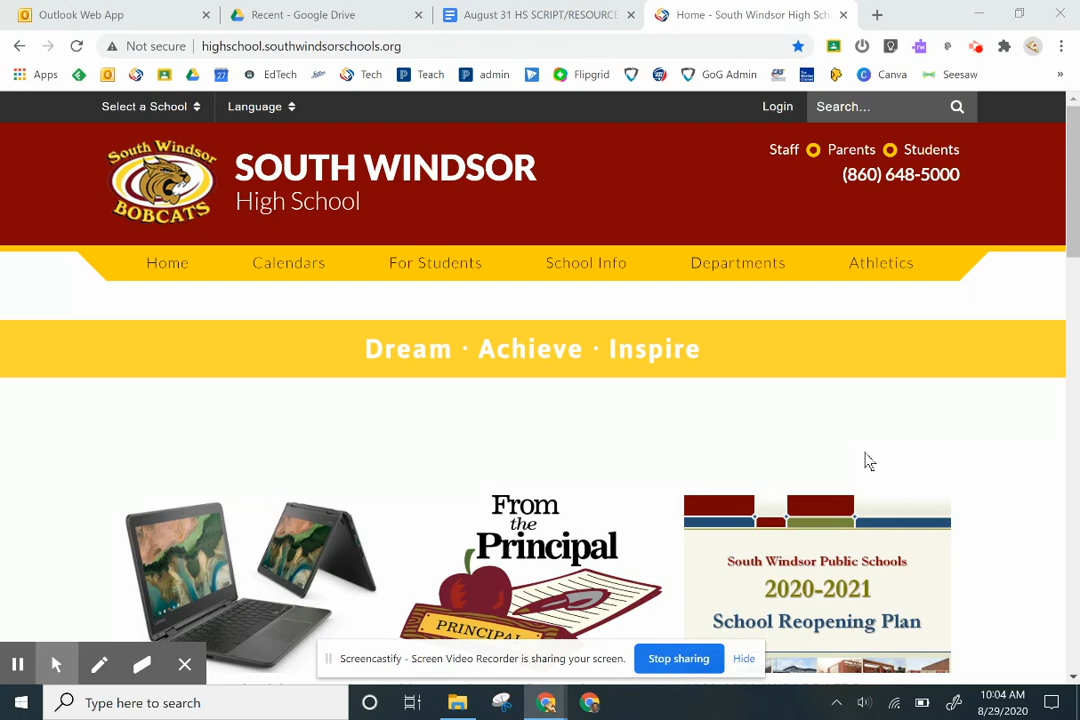 Outlook Web App
Recent - Google Drive
August 31 HS SCRIPT/RESOURCE
Home - South Windsor High Sch
Not secure
highschool.southwindsorschools.org
Apps
EdTech
Tech
Teach
admin
Flipgrid
GoG Admin
Canva
Seesaw
»
Select a School
Language
Login
Search...
South Windsor
BOBCATS
SOUTH WINDSOR
High School
Staff
Parents
Students
(860) 648-5000
Home
Calendars
For Students
School Info
Departments
Athletics
Dream · Achieve · Inspire
From
the
Principal
PRINCIPAL
South Windsor Public Schools
2020-2021
School Reopening Plan
Screencastify - Screen Video Recorder is sharing your screen.
Stop sharing
Hide
Type here to search
10:04 AM
8/29/2020